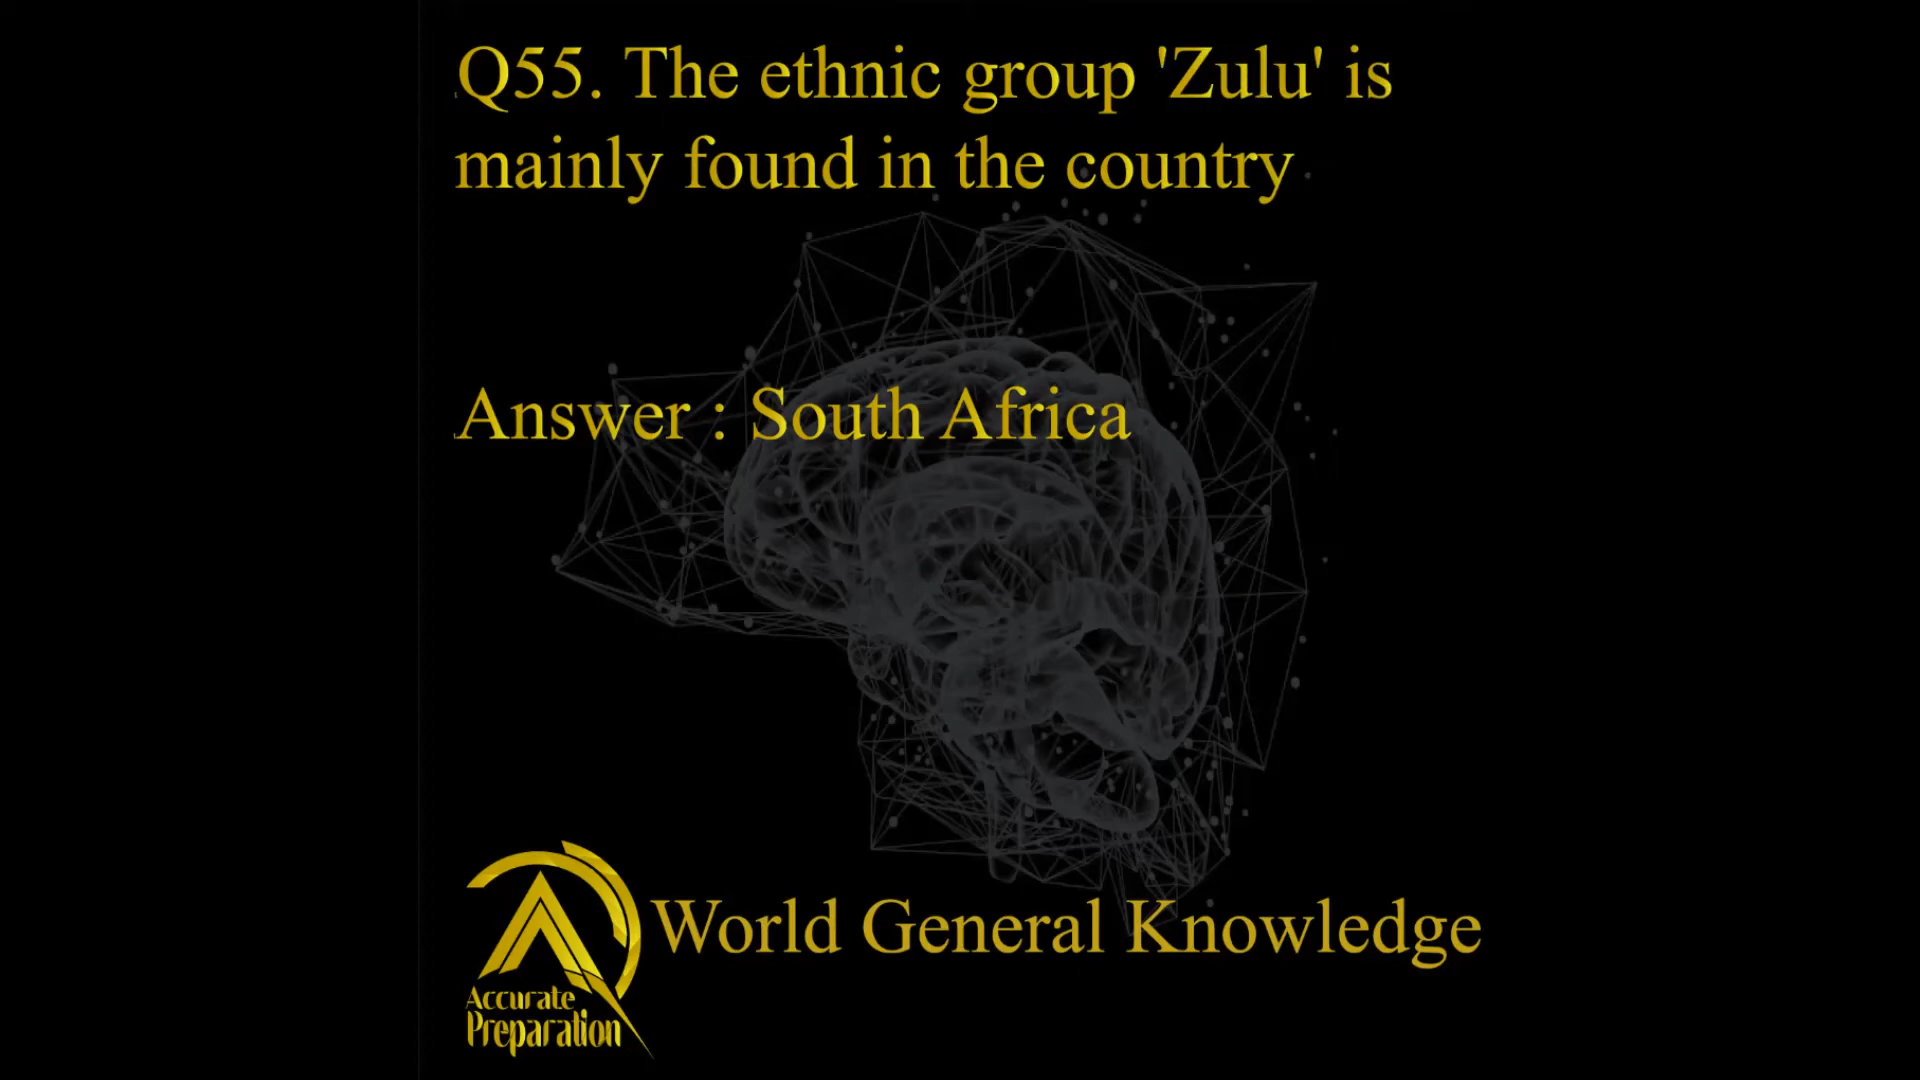 Q55. The ethnic group 'Zulu' is
mainly found in the country
Answer : South Africa
World General Knowledge
Accurate
Preparation